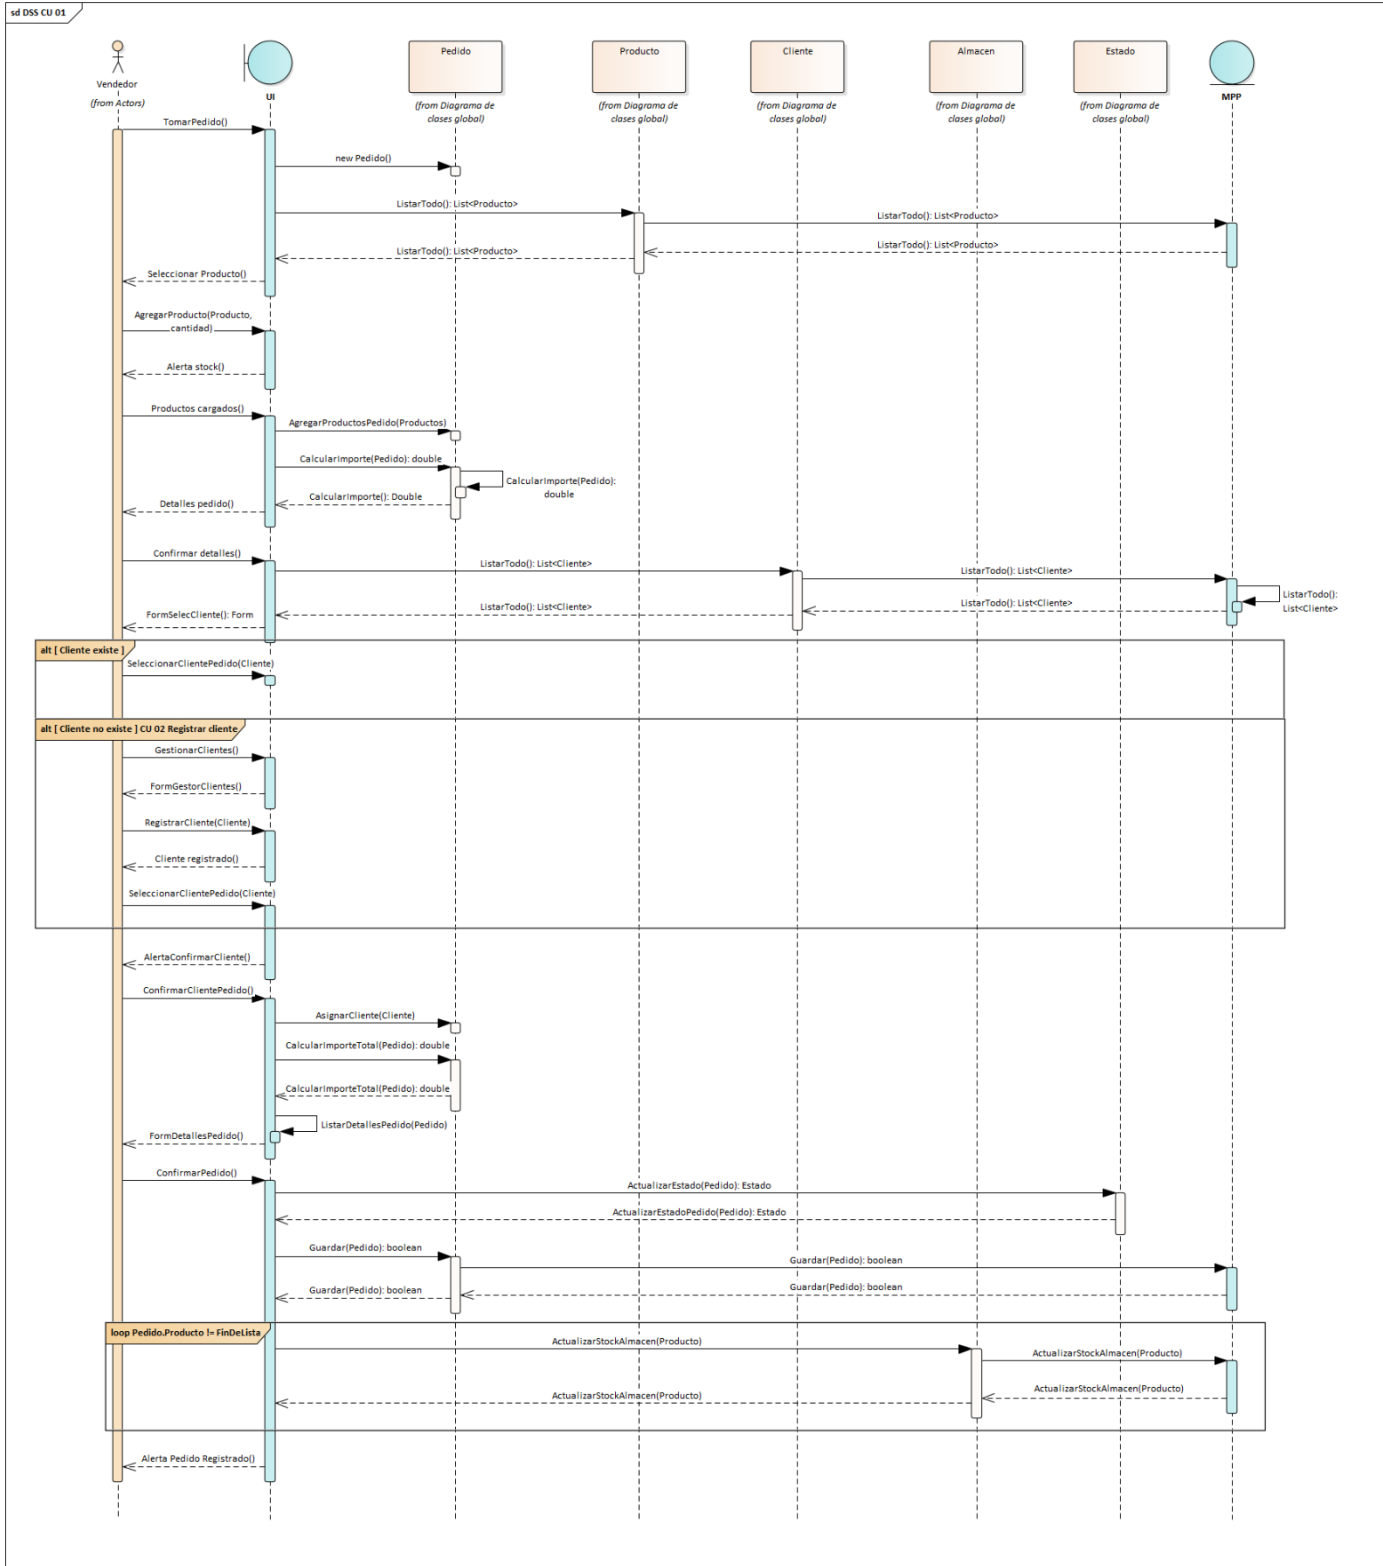 sd DSS CU 01
Vendedor
(from Actors)
UI
Pedido
(from Diagrama de
clases global)
Producto
(from Diagrama de
clases global)
Cliente
(from Diagrama de
clases global)
Almacen
(from Diagrama de
clases global)
Estado
(from Diagrama de
clases global)
MPP
TomarPedido()
new Pedido()
ListarTodo(): List<Producto>
ListarTodo(): List<Producto>
ListarTodo(): List<Producto>
ListarTodo(): List<Producto>
Seleccionar Producto()
AgregarProducto(Producto,
cantidad)
Alerta stock()
Productos cargados()
AgregarProductosPedido(Productos)
CalcularImporte(Pedido): double
CalcularImporte(Pedido):
double
CalcularImporte(): Double
Detalles pedido()
Confirmar detalles()
ListarTodo(): List<Cliente>
ListarTodo(): List<Cliente>
ListarTodo():
List<Cliente>
ListarTodo(): List<Cliente>
ListarTodo(): List<Cliente>
FormSelecCliente(): Form
alt [ Cliente existe ]
SeleccionarClientePedido(Cliente)
alt [ Cliente no existe ] CU 02 Registrar cliente
GestionarClientes()
FormGestorClientes()
RegistrarCliente(Cliente)
Cliente registrado()
SeleccionarClientePedido(Cliente)
AlertaConfirmarCliente()
ConfirmarClientePedido()
AsignarCliente(Cliente)
CalcularImporteTotal(Pedido): double
CalcularImporteTotal(Pedido): double
ListarDetallesPedido(Pedido)
FormDetallesPedido()
ConfirmarPedido()
ActualizarEstado(Pedido): Estado
ActualizarEstadoPedido(Pedido): Estado
Guardar(Pedido): boolean
Guardar(Pedido): boolean
Guardar(Pedido): boolean
Guardar(Pedido): boolean
loop Pedido.Producto != FinDeLista
ActualizarStockAlmacen(Producto)
ActualizarStockAlmacen(Producto)
ActualizarStockAlmacen(Producto)
ActualizarStockAlmacen(Producto)
Alerta Pedido Registrado()